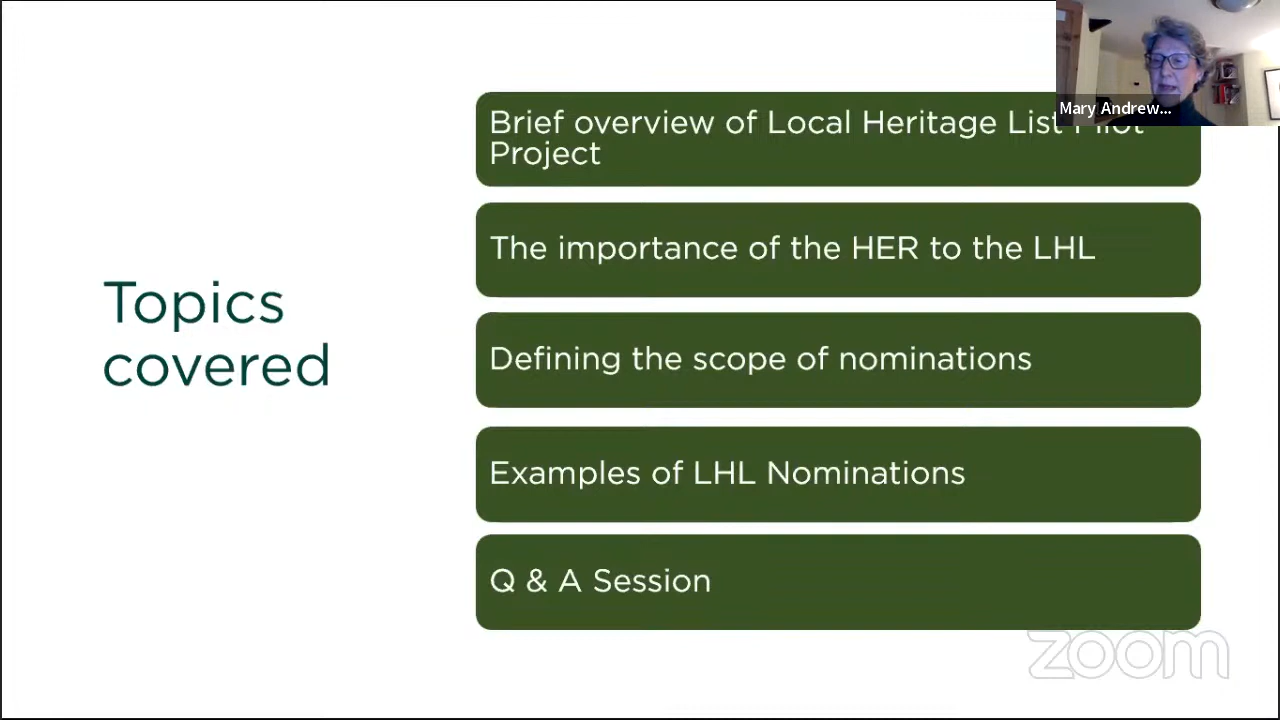 Topics
covered
Brief overview of Local Heritage List Pilot
Project
The importance of the HER to the LHL
Defining the scope of nominations
Examples of LHL Nominations
Q & A Session
Mary Andrew...
zoom